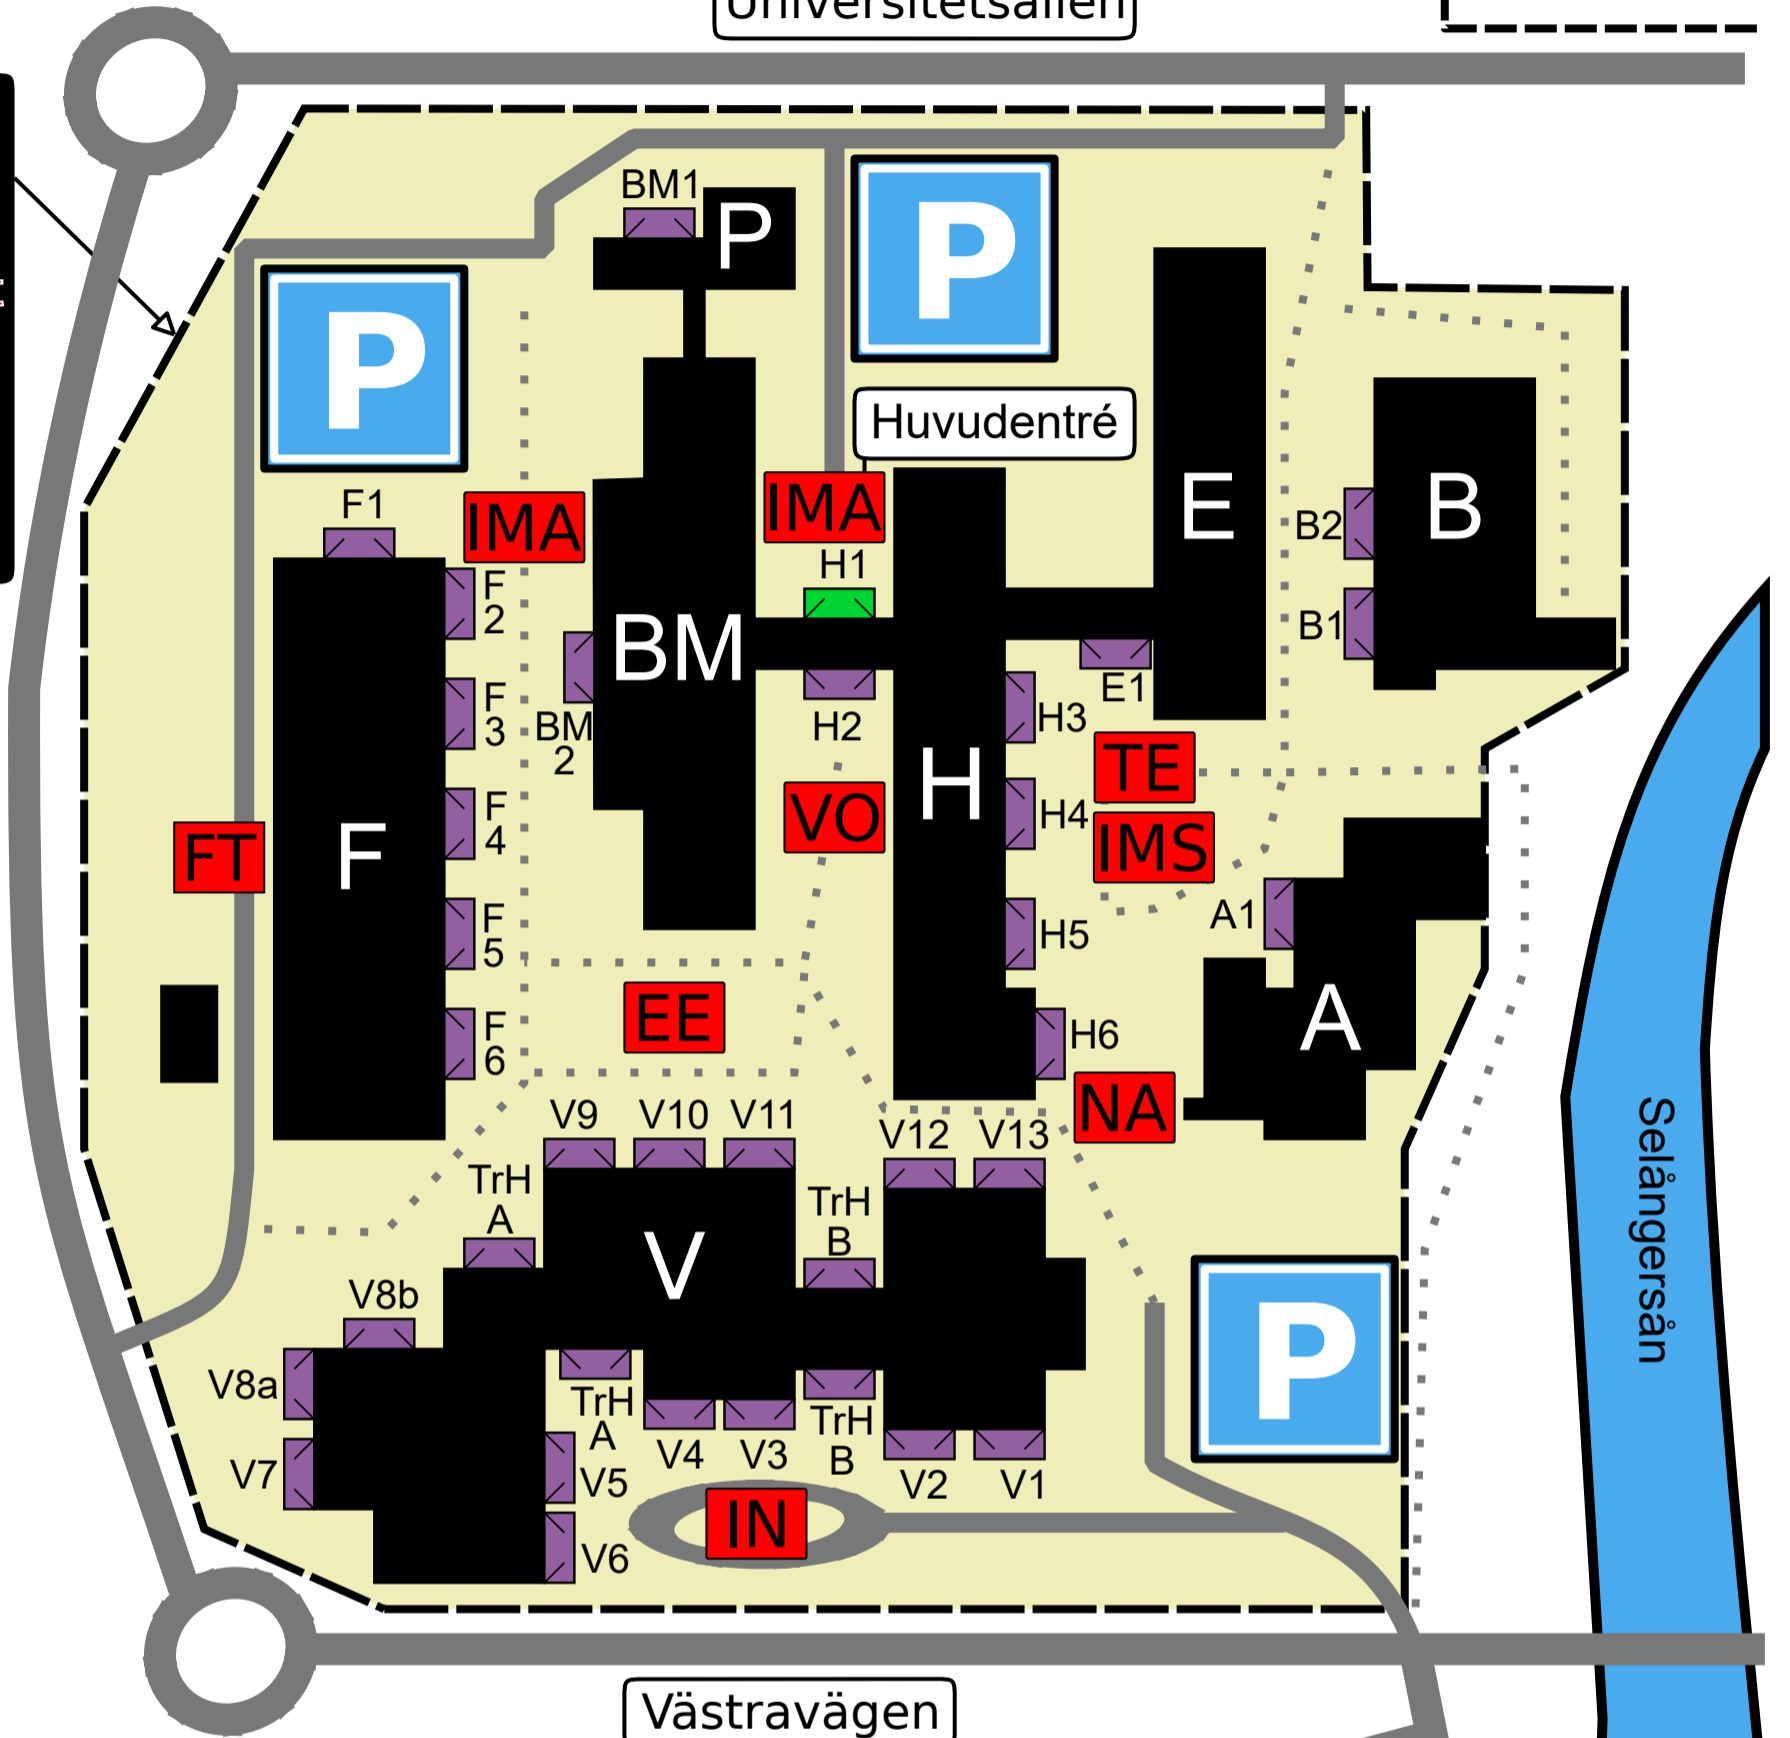 Universitetsallén
BM1
P
P
P
Huvudentré
F1
IMA
IMA
E
B
B2
H1
F
2
BM
B1
F
3
BM
2
H2
E1
H3
H
TE
F
4
VO
H4
IMS
FT
F
F
5
H5
A1
EE
A
F
6
H6
NA
V9
V10
V11
V12
V13
TrH
A
TrH
B
V
V8b
P
Selångersån
V8a
TrH
A
TrH
B
V7
V5
V4
V3
V2
V1
IN
V6
Västravägen